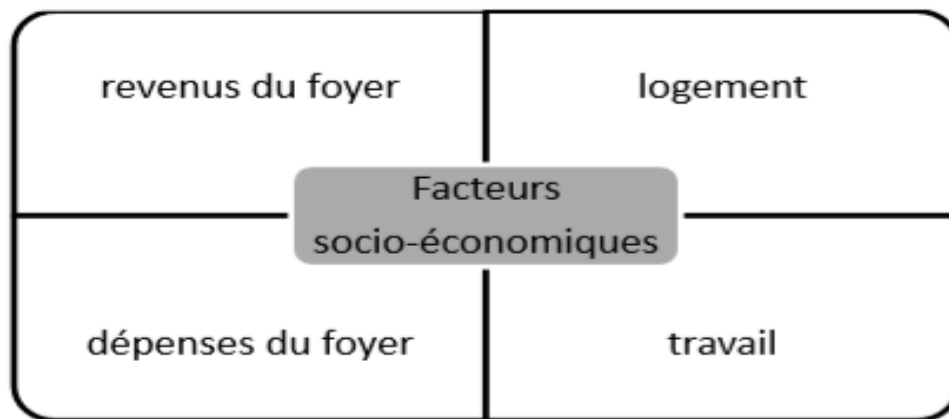 revenus du foyer
logement
Facteurs
socio-économiques
dépenses du foyer
travail